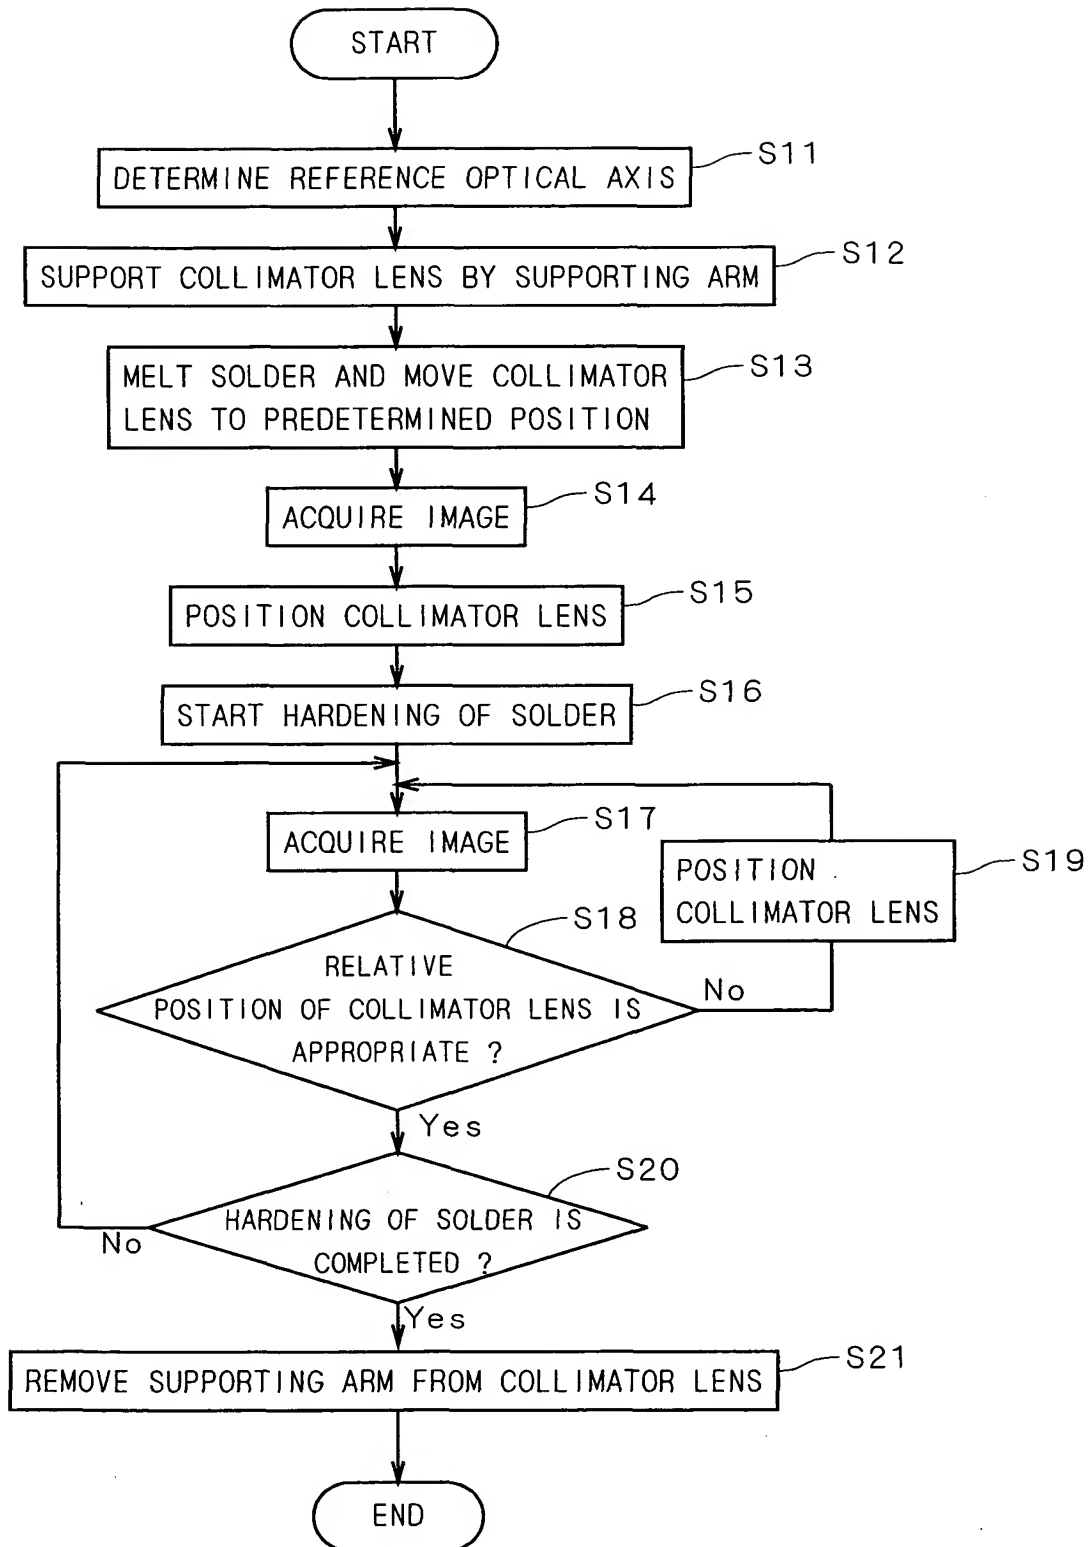 START
S11
DETERMINE REFERENCE OPTICAL AXIS
S12
SUPPORT COLLIMATOR LENS BY SUPPORTING ARM
S13
MELT SOLDER AND MOVE COLLIMATOR
LENS TO PREDETERMINED POSITION
S14
ACQUIRE IMAGE
S15
POSITION COLLIMATOR LENS
S16
START HARDENING OF SOLDER
S17
ACQUIRE IMAGE
S19
POSITION
COLLIMATOR LENS
S18
RELATIVE
POSITION OF COLLIMATOR LENS IS
APPROPRIATE ?
No
Yes
S20
HARDENING OF SOLDER IS
COMPLETED ?
No
Yes
S21
REMOVE SUPPORTING ARM FROM COLLIMATOR LENS
END